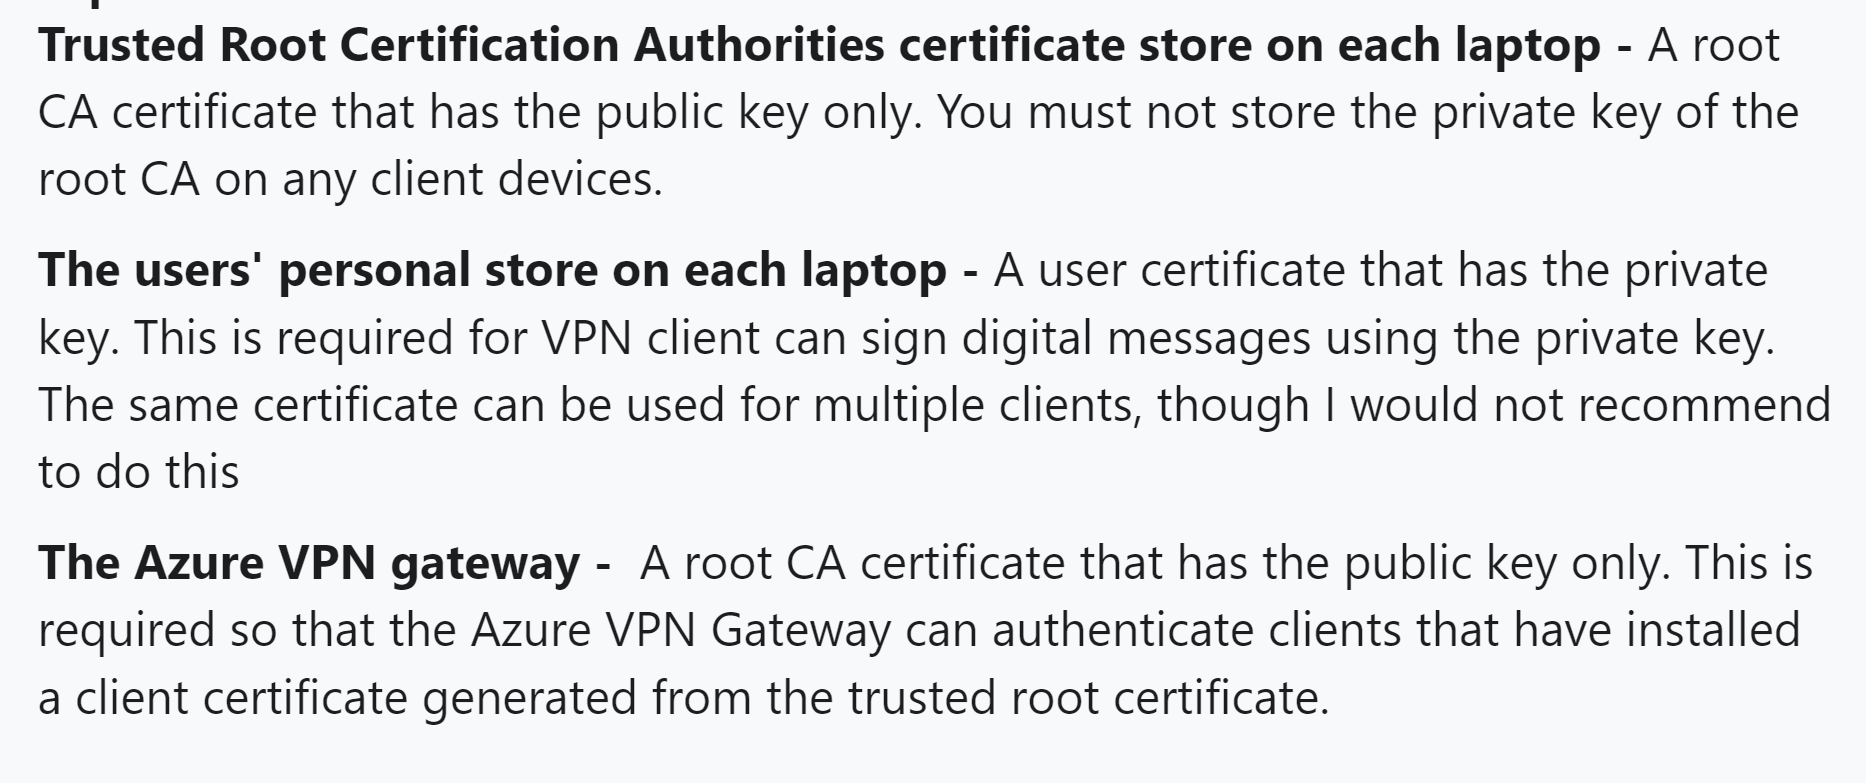 Trusted Root Certification Authorities certificate store on each laptop - A root
CA certificate that has the public key only. You must not store the private key of the
root CA on any client devices.
The users' personal store on each laptop - A user certificate that has the private
key. This is required for VPN client can sign digital messages using the private key.
The same certificate can be used for multiple clients, though I would not recommend
to do this
The Azure VPN gateway - A root CA certificate that has the public key only. This is
required so that the Azure VPN Gateway can authenticate clients that have installed
a client certificate generated from the trusted root certificate.